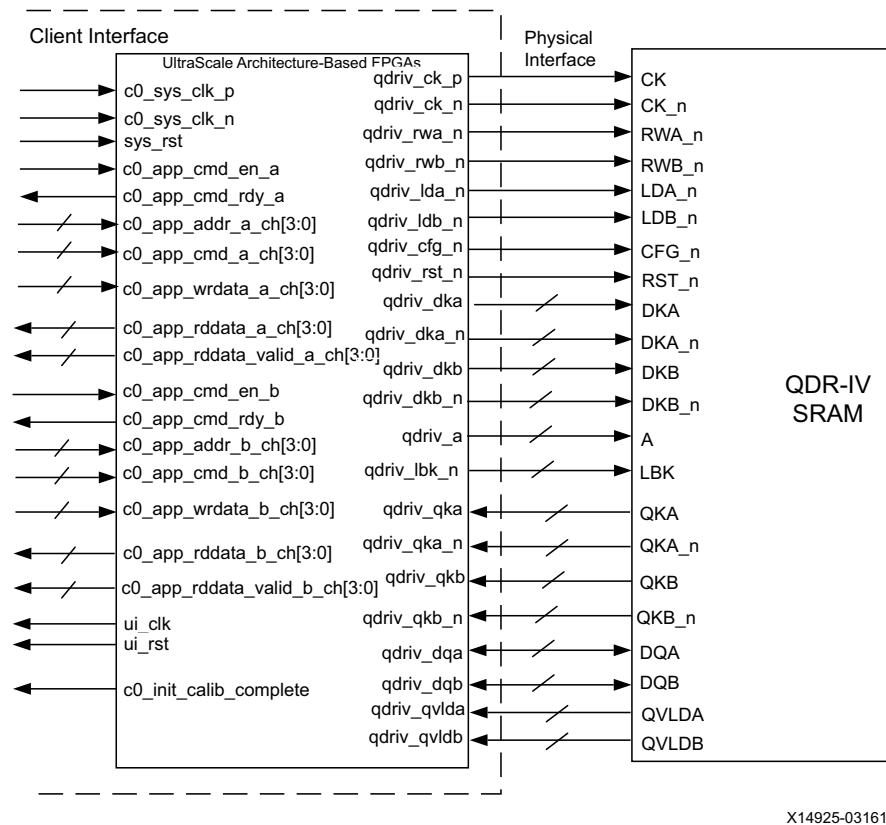 Client Interface
Physical
Interface
UltraScale Architecture-Based FPGAs
c0_sys_clk_p
c0_sys_clk_n
sys_rst
c0_app_cmd_en_a
c0_app_cmd_rdy_a
c0_app_addr_a_ch[3:0]
c0_app_cmd_a_ch[3:0]
c0_app_wrdata_a_ch[3:0]
c0_app_rddata_a_ch[3:0]
c0_app_rddata_valid_a_ch[3:0]
c0_app_cmd_en_b
c0_app_cmd_rdy_b
c0_app_addr_b_ch[3:0]
c0_app_cmd_b_ch[3:0]
c0_app_wrdata_b_ch[3:0]
c0_app_rddata_b_ch[3:0]
c0_app_rddata_valid_b_ch[3:0]
ui_clk
ui_rst
c0_init_calib_complete
qdriv_ck_p
qdriv_ck_n
qdriv_rwa_n
qdriv_rwb_n
qdriv_lda_n
qdriv_ldb_n
qdriv_cfg_n
qdriv_rst_n
qdriv_dka
qdriv_dka_n
qdriv_dkb
qdriv_dkb_n
qdriv_a
qdriv_lbk_n
qdriv_qka
qdriv_qka_n
qdriv_qkb
qdriv_qkb_n
qdriv_dqa
qdriv_dqb
qdriv_qvlda
qdriv_qvldb
CK
CK_n
RWA_n
RWB_n
LDA_n
LDB_n
CFG_n
RST_n
DKA
DKA_n
DKB
DKB_n
A
LBK
QKA
QKA_n
QKB
QKB_n
DQA
DQB
QVLDA
QVLDB
QDR-IV
SRAM
X14925-03161